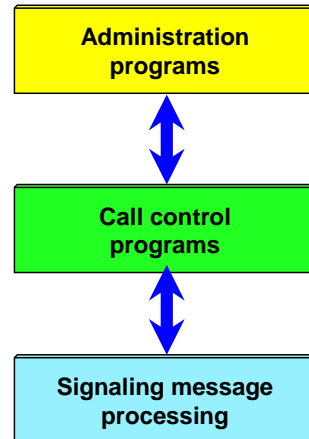 Administration
programs
Call control
programs
Signaling message
processing